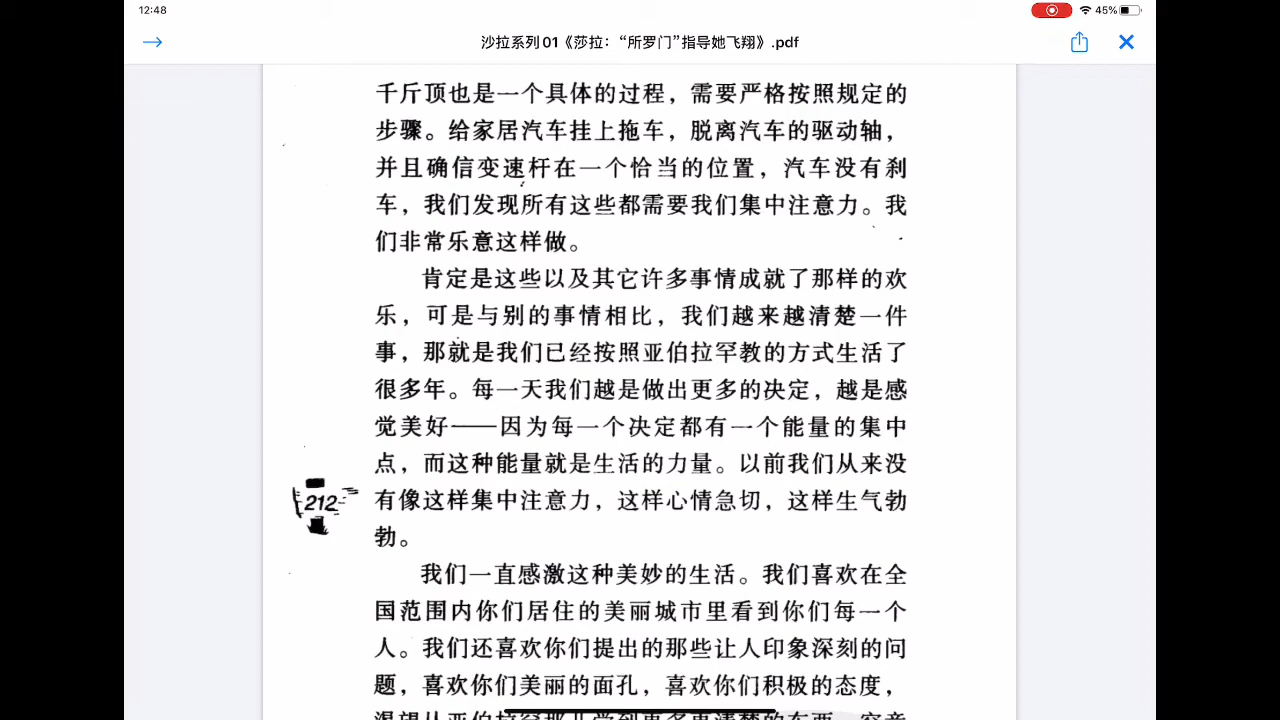 12:48
45%
沙拉系列01《莎拉：“所罗门”指导她飞翔》.pdf
千斤顶也是一个具体的过程，需要严格按照规定的
步骤。给家居汽车挂上拖车，脱离汽车的驱动轴，
并且确信变速杆在一个恰当的位置，汽车没有刹
车，我们发现所有这些都需要我们集中注意力。我
们非常乐意这样做。
肯定是这些以及其它许多事情成就了那样的欢
乐，可是与别的事情相比，我们越来越清楚一件
事，那就是我们已经按照亚伯拉罕教的方式生活了
很多年。每一天我们越是做出更多的决定，越是感
觉美好——因为每一个决定都有一个能量的集中
点，而这种能量就是生活的力量。以前我们从来没
212
有像这样集中注意力，这样心情急切，这样生气勃
勃。
我们一直感激这种美妙的生活。我们喜欢在全
国范围内你们居住的美丽城市里看到你们每一个
人。我们还喜欢你们提出的那些让人印象深刻的问
题，喜欢你们美丽的面孔，喜欢你们积极的态度，